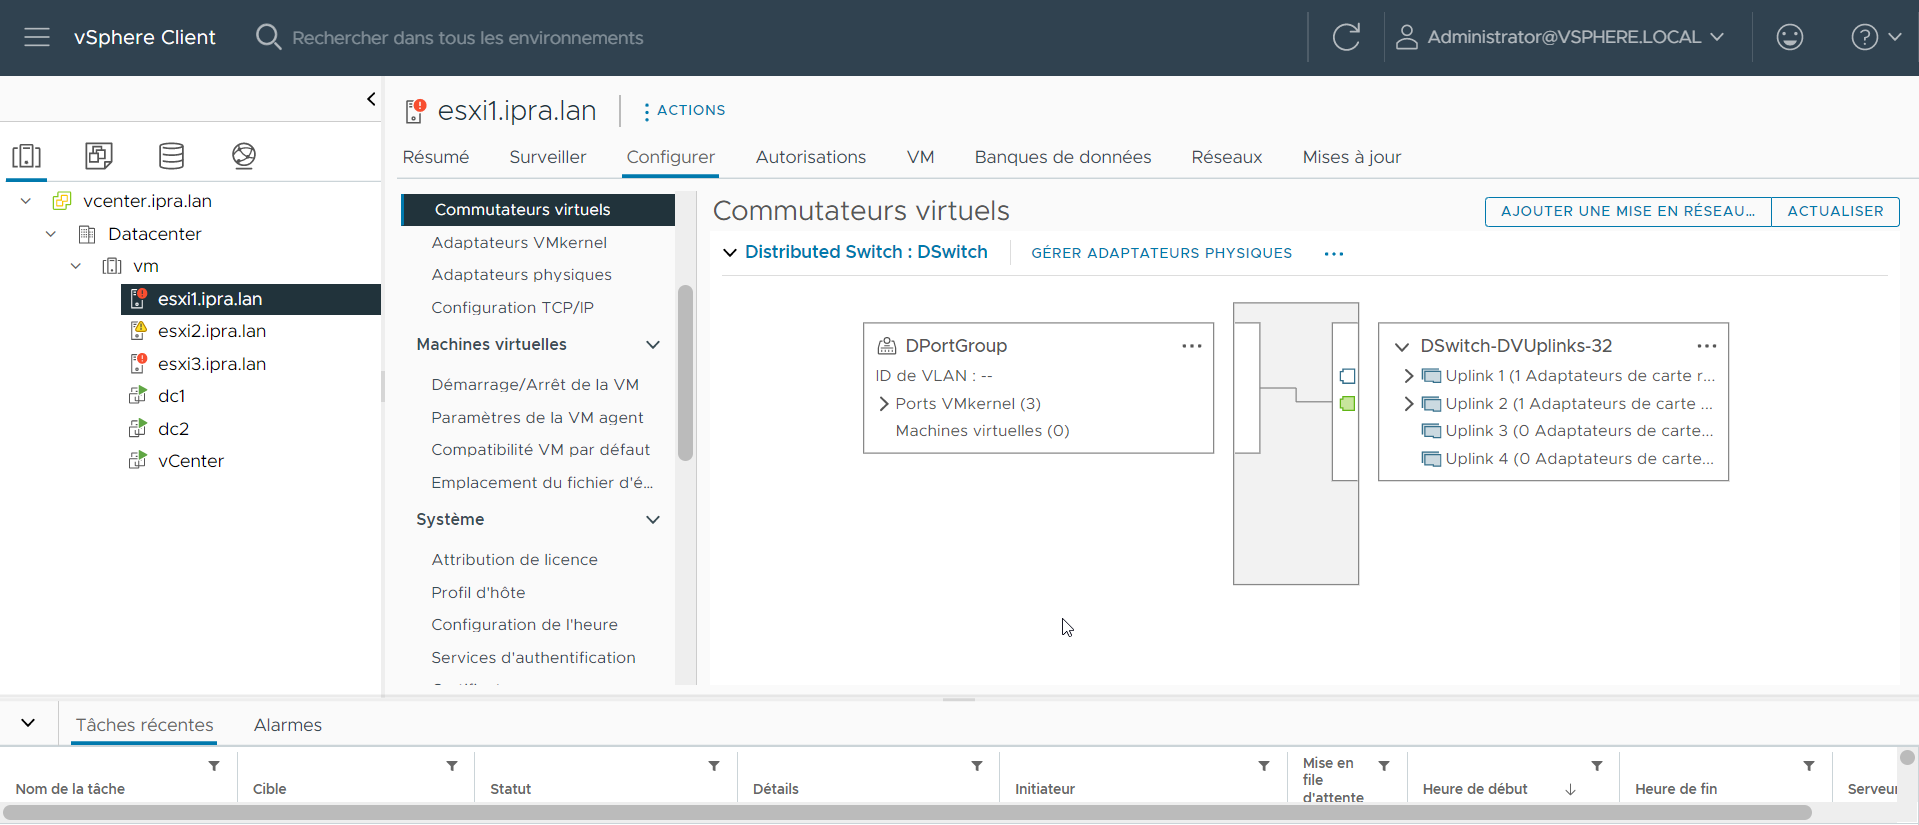 vSphere Client
Rechercher dans tous les environnements
Administrator@VSPHERE.LOCAL
vcenter.ipra.lan
Datacenter
vm
esxi1.ipra.lan
esxi2.ipra.lan
esxi3.ipra.lan
dc1
dc2
vCenter
esxi1.ipra.lan
ACTIONS
Résumé Surveiller Configurer Autorisations VM Banques de données Réseaux Mises à jour
Commutateurs virtuels
Adaptateurs VMkernel
Adaptateurs physiques
Configuration TCP/IP
Machines virtuelles
Démarrage/Arrêt de la VM
Paramètres de la VM agent
Compatibilité VM par défaut
Emplacement du fichier d'é...
Système
Attribution de licence
Profil d'hôte
Configuration de l'heure
Services d'authentification
Commutateurs virtuels
AJOUTER UNE MISE EN RÉSEAU... ACTUALISER
Distributed Switch : DSwitch GÉRER ADAPTATEURS PHYSIQUES ...
DPortGroup ...
ID de VLAN : --
Ports VMkernel (3)
Machines virtuelles (0)
DSwitch-DVUplinks-32 ...
Uplink 1 (1 Adaptateurs de carte r...
Uplink 2 (1 Adaptateurs de carte ...
Uplink 3 (0 Adaptateurs de carte...
Uplink 4 (0 Adaptateurs de carte...
Tâches récentes Alarmes
Nom de la tâche
Cible
Statut
Détails
Initiateur
Mise en
file
d'attente
Heure de début
Heure de fin
Serveur